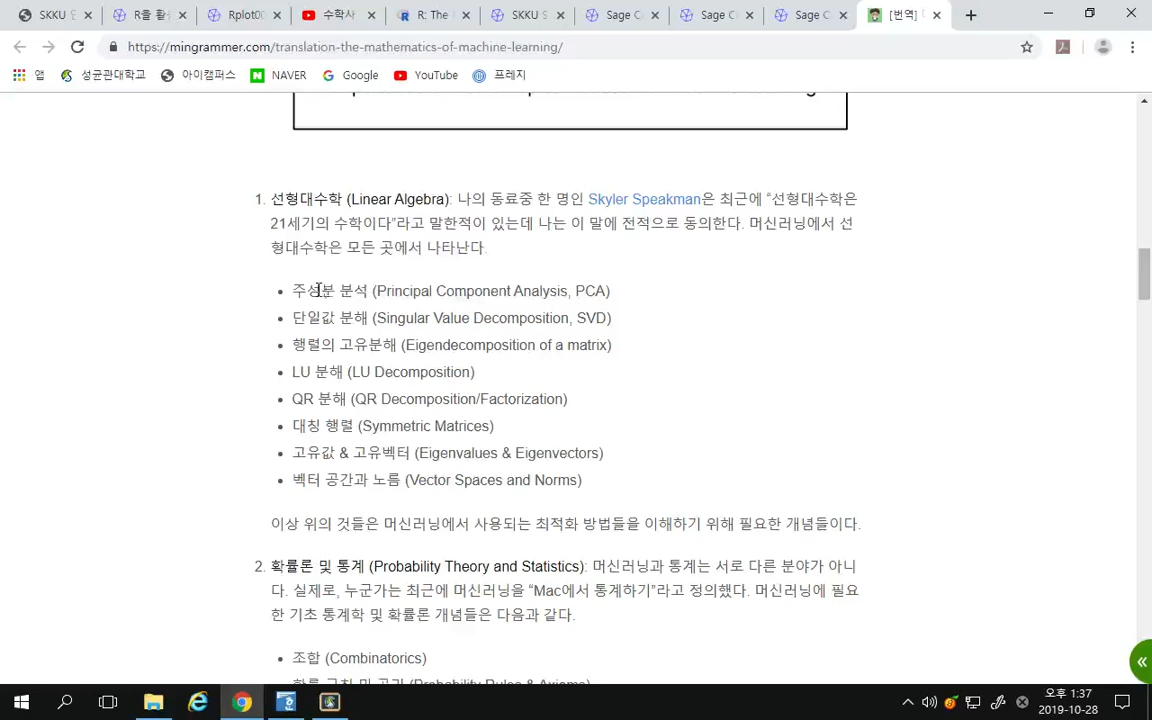 SKKU 인
R을 활용
Rplot00
수학사
R: The R
SKKU S
Sage C
Sage C
Sage C
[번역]
https://mingrammer.com/translation-the-mathematics-of-machine-learning/
앱 성균관대학교 아이캠퍼스 NAVER Google YouTube 프레지
1. 선형대수학 (Linear Algebra): 나의 동료중 한 명인 Skyler Speakman은 최근에 “선형대수학은
21세기의 수학이다”라고 말한적이 있는데 나는 이 말에 전적으로 동의한다. 머신러닝에서 선
형대수학은 모든 곳에서 나타난다.
• 주성분 분석 (Principal Component Analysis, PCA)
• 단일값 분해 (Singular Value Decomposition, SVD)
• 행렬의 고유분해 (Eigendecomposition of a matrix)
• LU 분해 (LU Decomposition)
• QR 분해 (QR Decomposition/Factorization)
• 대칭 행렬 (Symmetric Matrices)
• 고유값 & 고유벡터 (Eigenvalues & Eigenvectors)
• 벡터 공간과 노름 (Vector Spaces and Norms)
이상 위의 것들은 머신러닝에서 사용되는 최적화 방법들을 이해하기 위해 필요한 개념들이다.
2. 확률론 및 통계 (Probability Theory and Statistics): 머신러닝과 통계는 서로 다른 분야가 아니
다. 실제로, 누군가는 최근에 머신러닝을 “Mac에서 통계하기”라고 정의했다. 머신러닝에 필요
한 기초 통계학 및 확률론 개념들은 다음과 같다.
• 조합 (Combinatorics)
• 확률 규칙 및 공리 (Probability Rules & Axioms)
오후 1:37
2019-10-28